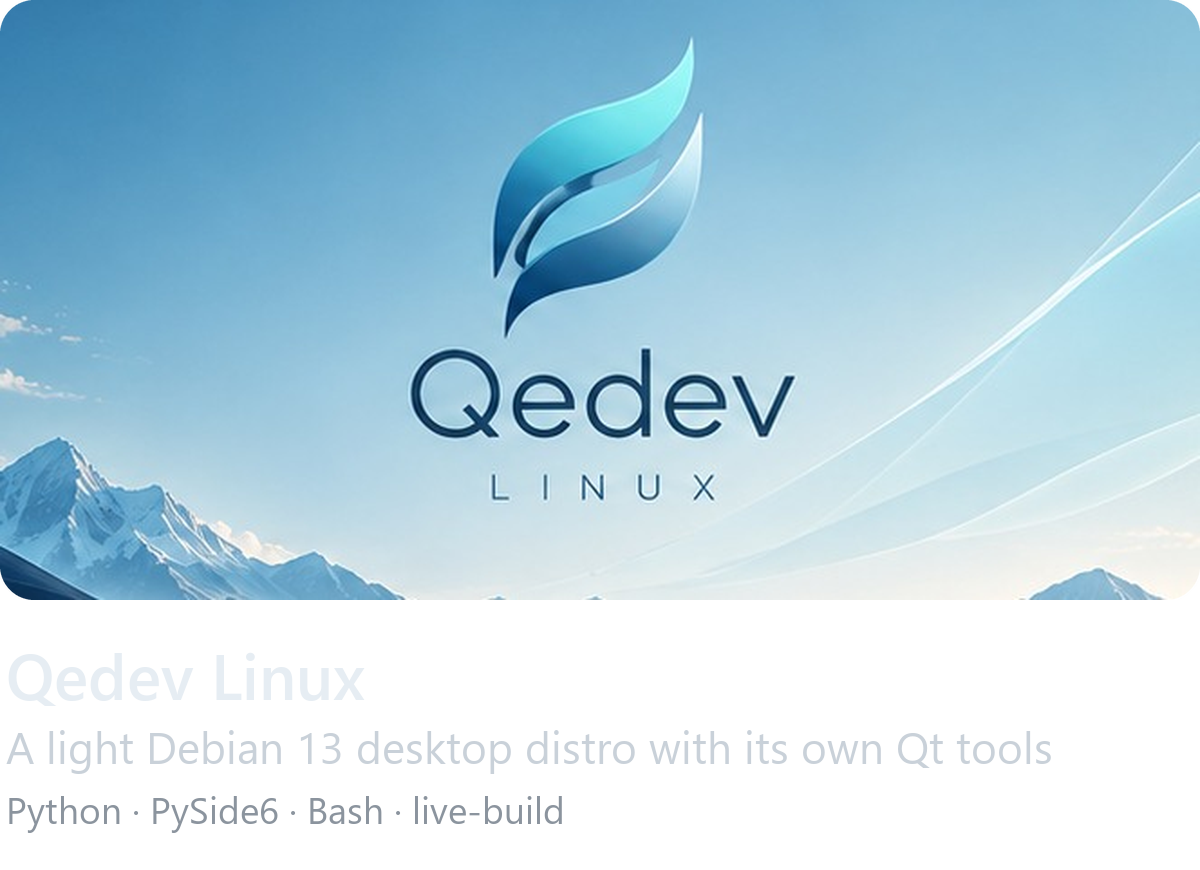 Qedev
LINUX
Qedev Linux
A light Debian 13 desktop distro with its own Qt tools
Python · PySide6 · Bash · live-build